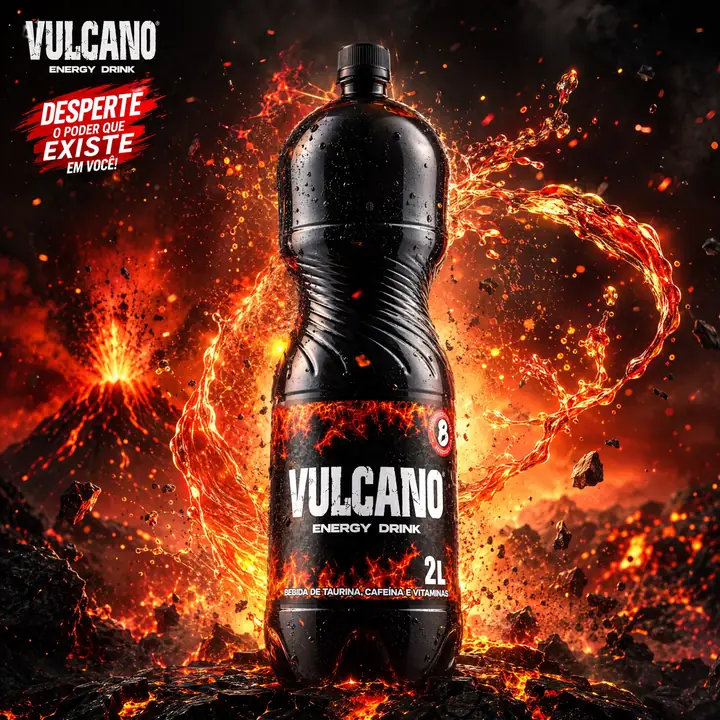 VULCANO®
ENERGY DRINK
DESPERTE
O PODER QUE
EXISTE
EM VOCÊ!
8
VULCANO
ENERGY DRINK
2L
BEBIDA DE TAURINA, CAFEÍNA E VITAMINAS